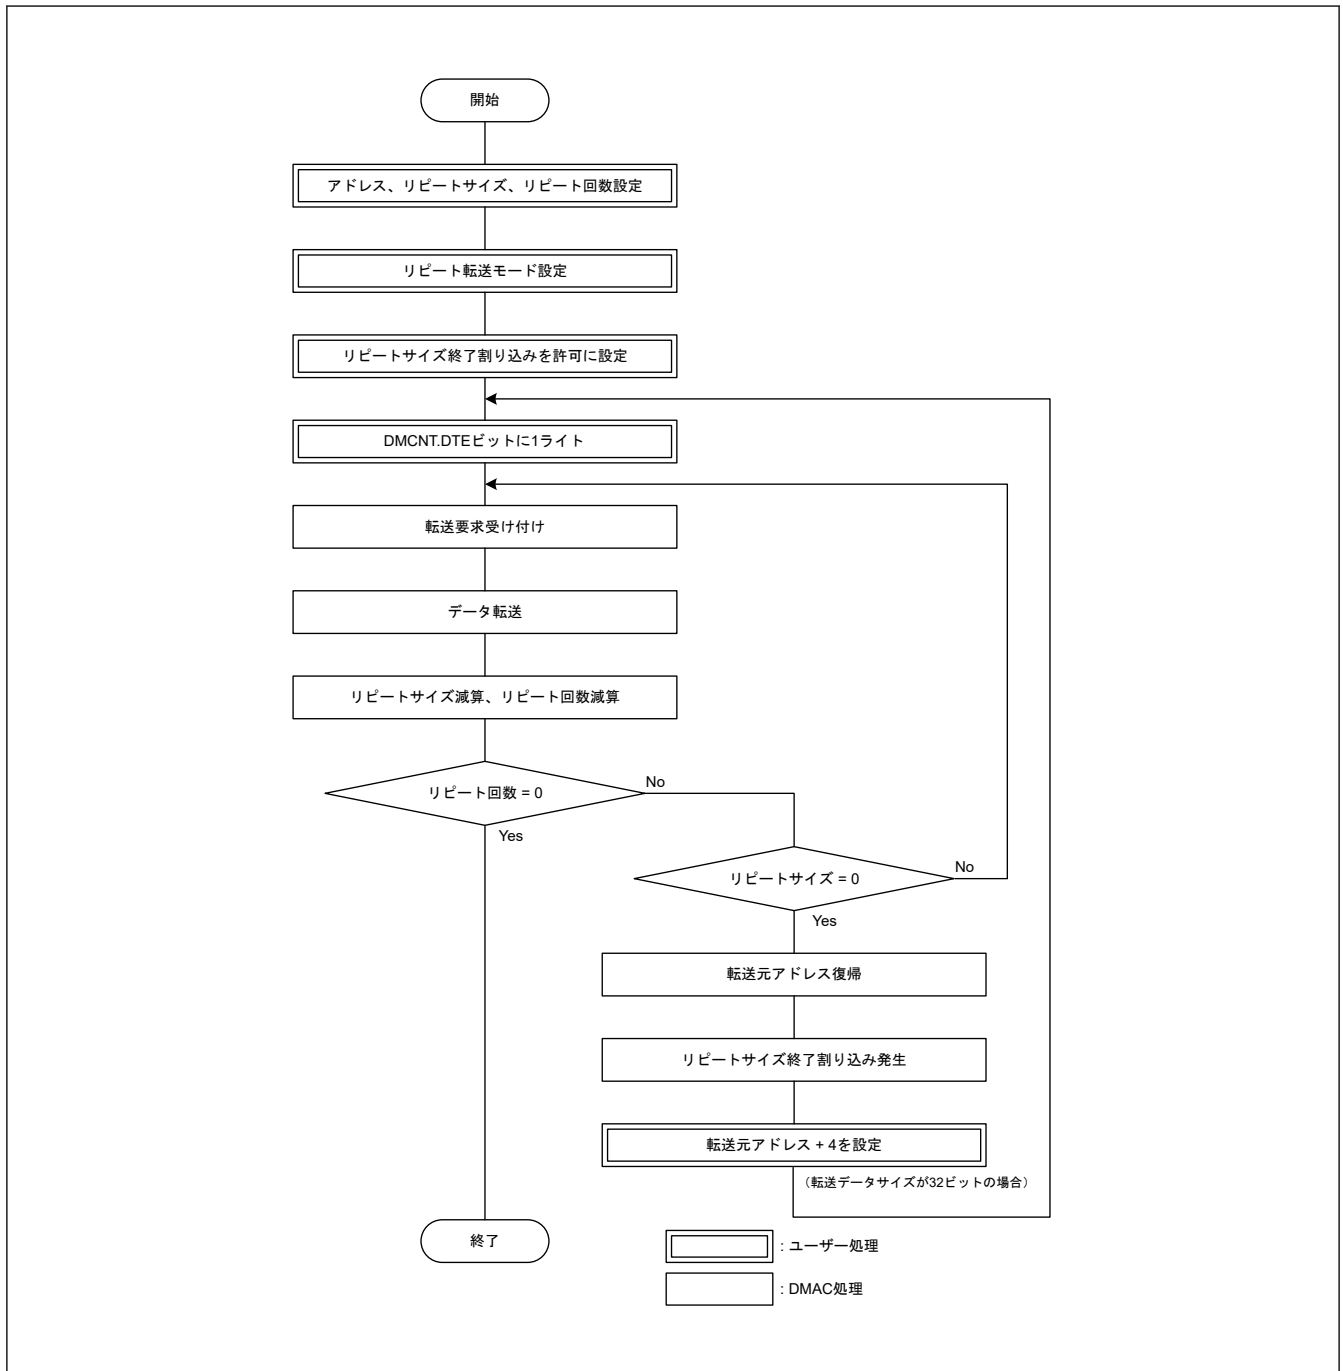 開始
アドレス、リピートサイズ、リピート回数設定
リピート転送モード設定
リピートサイズ終了割り込みを許可に設定
DMCNT.DTEビットに1ライト
転送要求受け付け
データ転送
リピートサイズ減算、リピート回数減算
リピート回数 = 0
No
Yes
リピートサイズ = 0
No
Yes
転送元アドレス復帰
リピートサイズ終了割り込み発生
転送元アドレス + 4を設定
（転送データサイズが32ビットの場合）
終了
: ユーザー処理
: DMAC処理